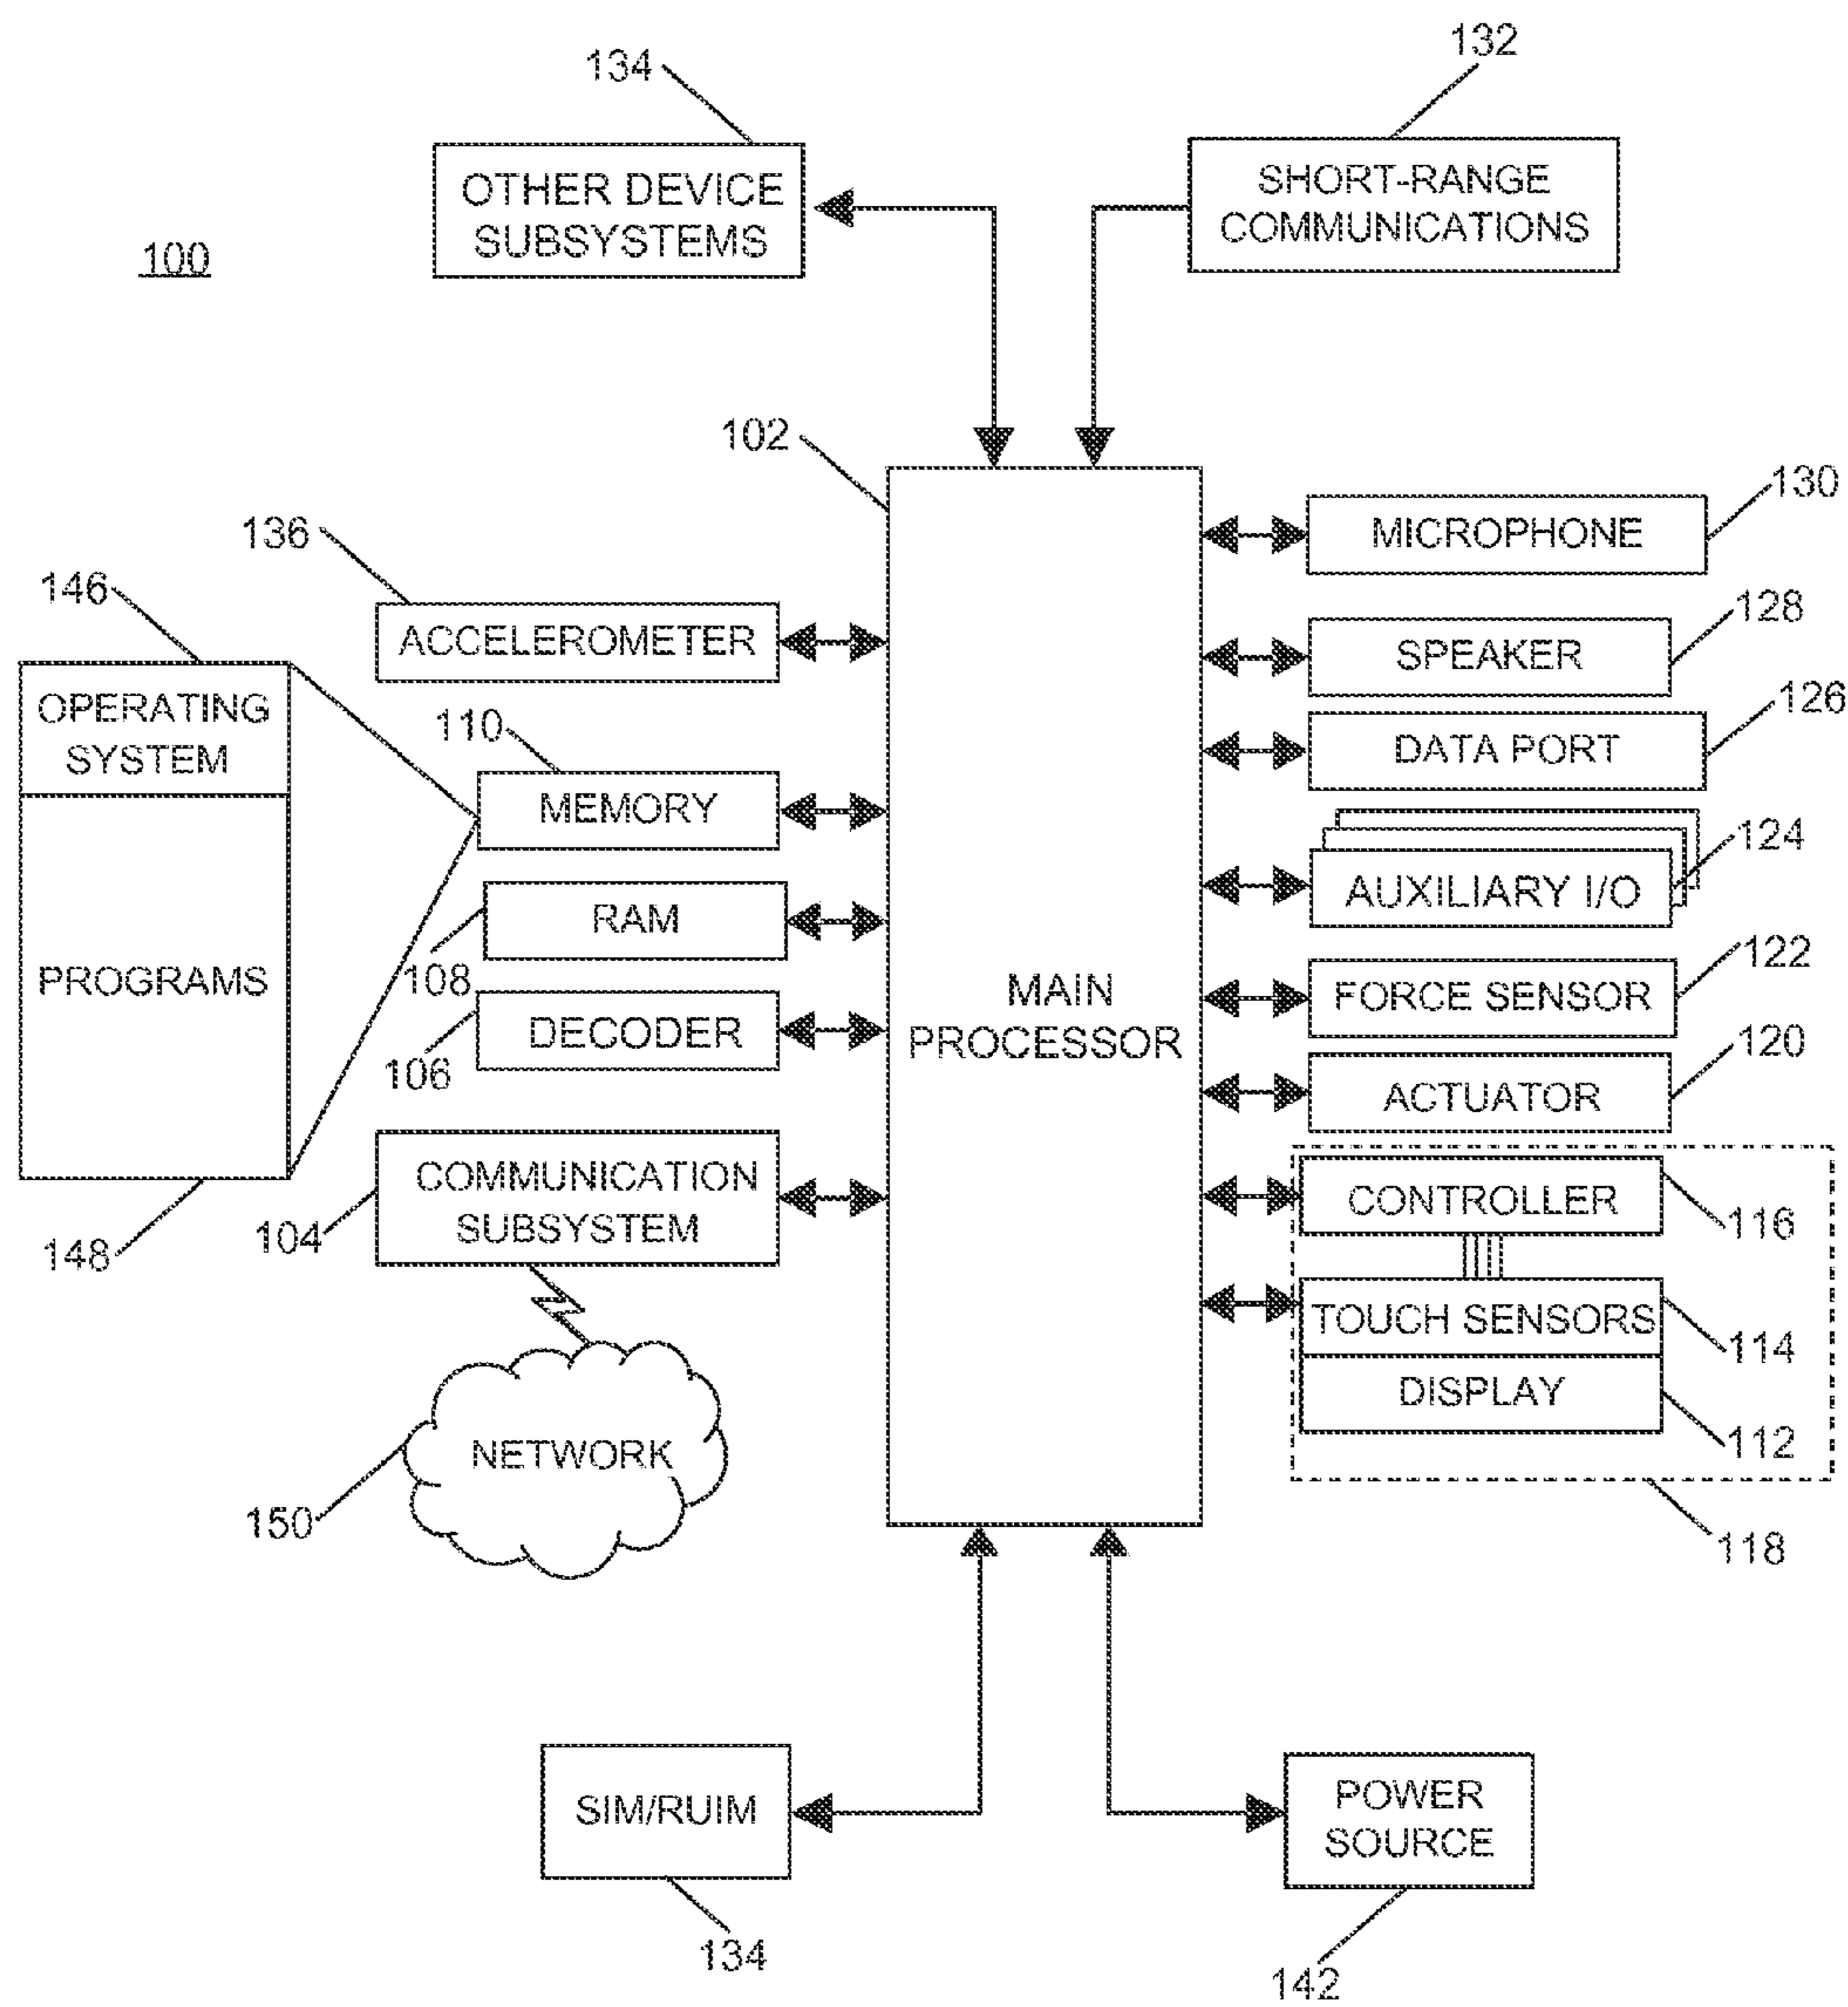 134
132
OTHER DEVICE
SUBSYSTEMS
SHORT-RANGE
COMMUNICATIONS
100
102
130
MICROPHONE
136
146
ACCELEROMETER
128
SPEAKER
OPERATING
SYSTEM
110
126
DATA PORT
MEMORY
124
AUXILIARY I/O
RAM
108
122
FORCE SENSOR
PROGRAMS
MAIN
PROCESSOR
DECODER
106
120
ACTUATOR
COMMUNICATION
SUBSYSTEM
104
148
CONTROLLER
116
TOUCH SENSORS
114
DISPLAY
112
NETWORK
150
118
SIM/RUIM
POWER
SOURCE
134
142